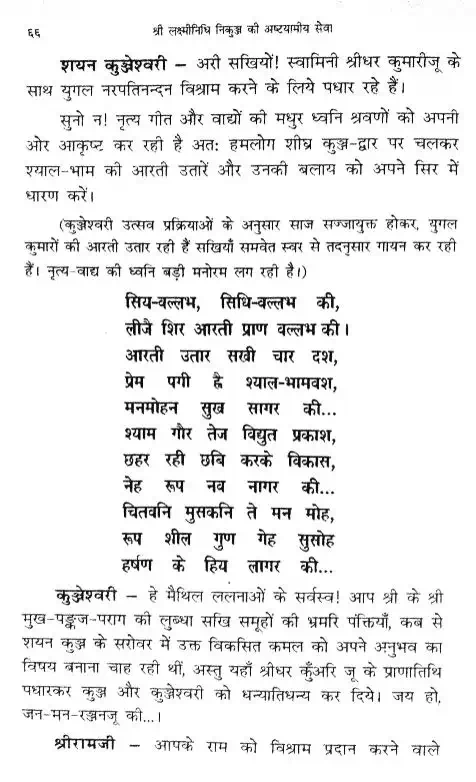 ६६
श्री लक्ष्मीनिधि निकुञ्ज की अष्टयामीय सेवा
शयन कुञ्जेश्वरी – अरी सखियों! स्वामिनी श्रीधर कुमारीजू के
साथ युगल नरपतिनन्दन विश्राम करने के लिये पधार रहे हैं।
सुनो न! नृत्य गीत और वाद्यों की मधुर ध्वनि श्रवणों को अपनी
ओर आकृष्ट कर रही है अतः हमलोग शीघ्र कुञ्ज-द्वार पर चलकर
श्याल-भाम की आरती उतारें और उनकी बलाय को अपने सिर में
धारण करें।
(कुञ्जेश्वरी उत्सव प्रक्रियाओं के अनुसार साज सज्जायुक्त होकर, युगल
कुमारों की आरती उतार रही हैं सखियाँ समवेत स्वर से तदनुसार गायन कर रही
हैं। नृत्य-वाद्य की ध्वनि बड़ी मनोरम लग रही है।)
सिय-वल्लभ, सिधि-वल्लभ की,
लीजै शिर आरती प्राण वल्लभ की।
आरती उतार सखी चार दश,
प्रेम पगी ह्वै श्याल-भामवश,
मनमोहन सुख सागर की...
श्याम गौर तेज विद्युत प्रकाश,
छहर रही छबि करके विकास,
नेह रूप नव नागर की...
चितवनि मुसकनि ते मन मोह,
रूप शील गुण गेह सुसोह
हर्षण के हिय लागर की...
कुञ्जेश्वरी – हे मैथिल ललनाओं के सर्वस्व! आप श्री के श्री
मुख-पङ्कज-पराग की लुब्धा सखि समूहों की भ्रमरि पंक्तियाँ, कब से
शयन कुञ्ज के सरोवर में उक्त विकसित कमल को अपने अनुभव का
विषय बनाना चाह रही थीं, अस्तु यहाँ श्रीधर कुँअरि जू के प्राणातिथि
पधारकर कुञ्ज और कुञ्जेश्वरी को धन्यातिधन्य कर दिये। जय हो,
जन-मन-रञ्जनजू की...।
श्रीरामजी – आपके राम को विश्राम प्रदान करने वाले